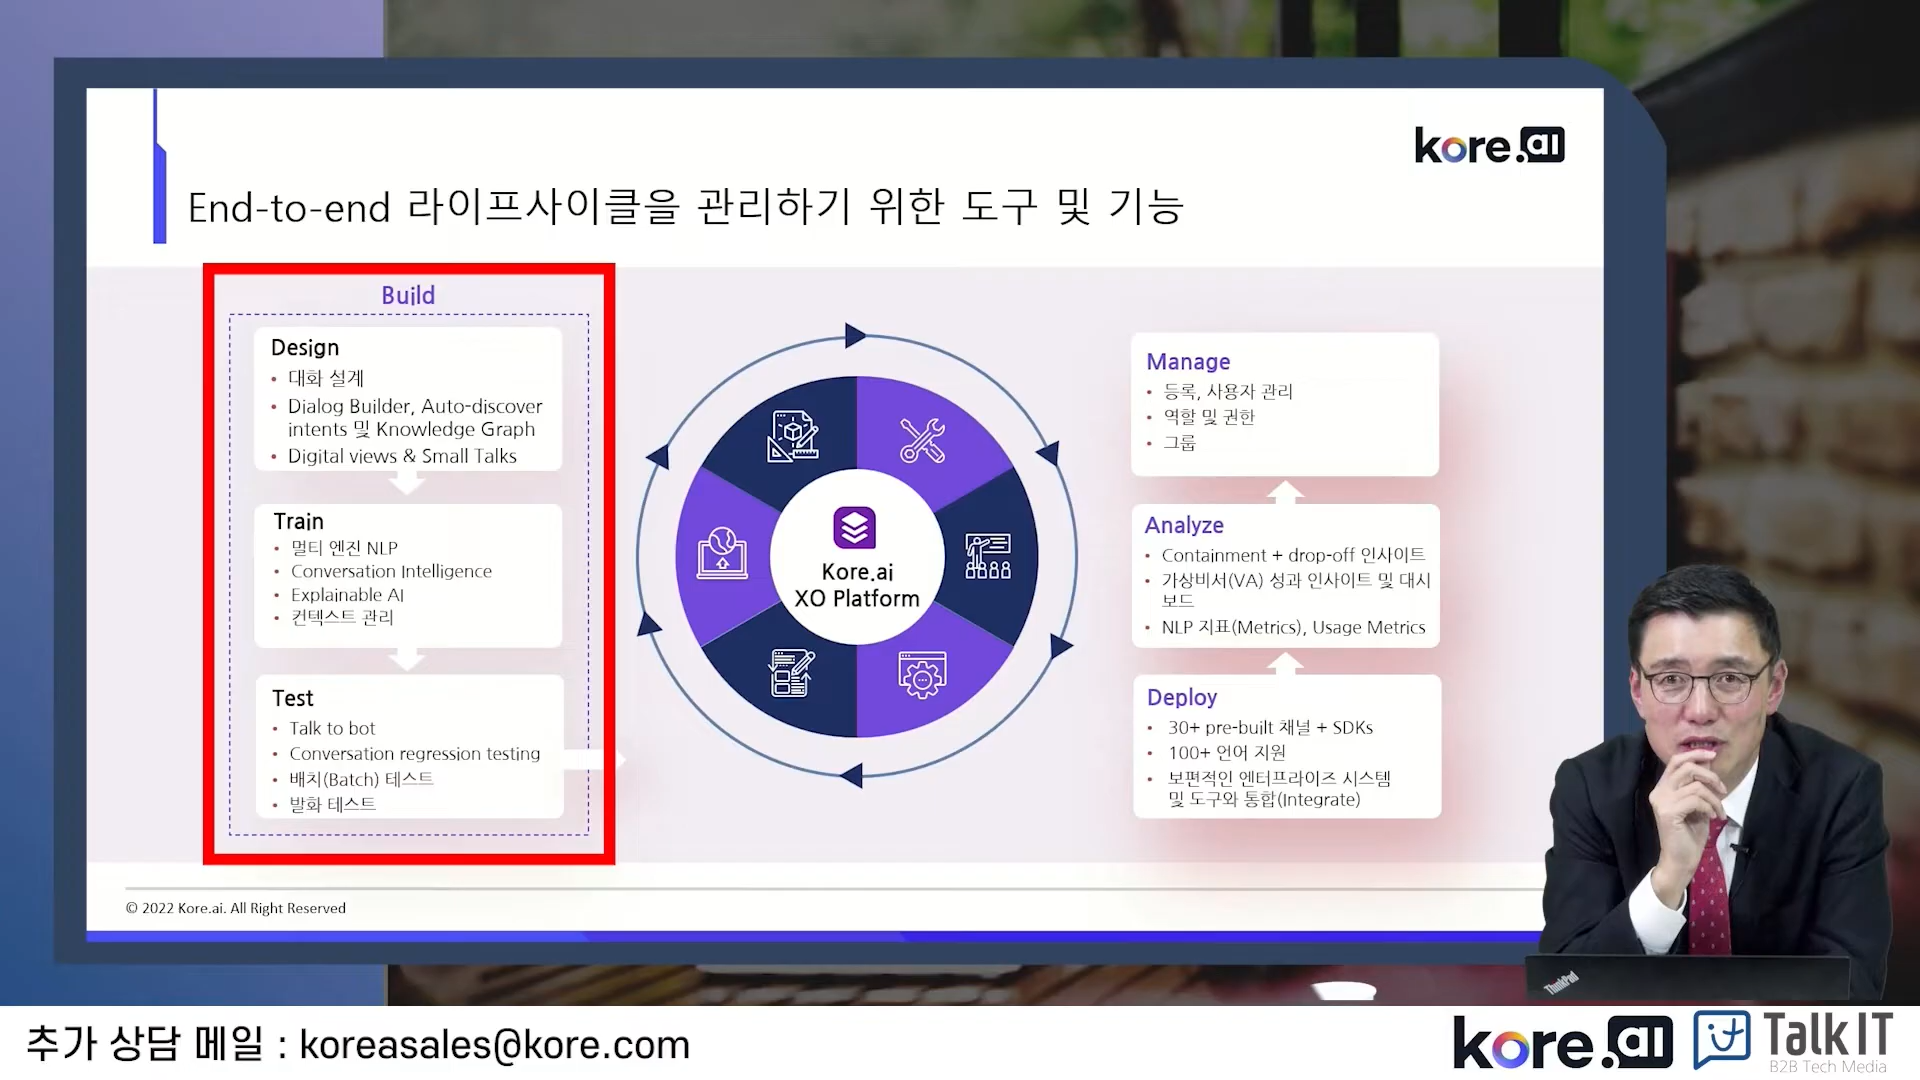 kore.ai
End-to-end 라이프사이클을 관리하기 위한 도구 및 기능
Build
Design
• 대화 설계
• Dialog Builder, Auto-discover
intents 및 Knowledge Graph
• Digital views & Small Talks
Train
• 멀티 엔진 NLP
• Conversation Intelligence
• Explainable AI
• 컨텍스트 관리
Test
• Talk to bot
• Conversation regression testing
• 배치(Batch) 테스트
• 발화 테스트
Kore.ai
XO Platform
Manage
• 등록, 사용자 관리
• 역할 및 권한
• 그룹
Analyze
• Containment + drop-off 인사이트
• 가상비서(VA) 성과 인사이트 및 대시
보드
• NLP 지표(Metrics), Usage Metrics
Deploy
• 30+ pre-built 채널 + SDKs
• 100+ 언어 지원
• 보편적인 엔터프라이즈 시스템
및 도구와 통합(Integrate)
© 2022 Kore.ai. All Right Reserved
ThinkPad
추가 상담 메일 : koreasales@kore.com
kore.ai
it
Talk IT
B2B Tech Media